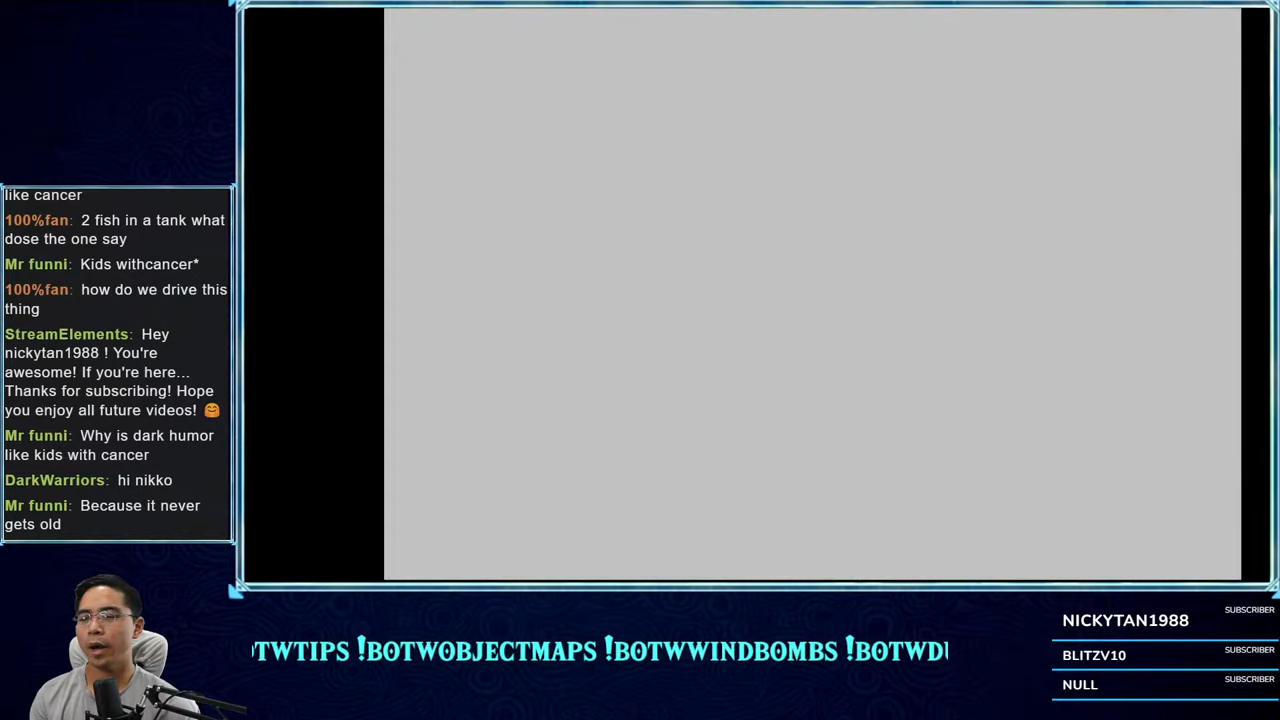 like cancer
100%fan: 2 fish in a tank what
dose the one say
Mr funni: Kids withcancer*
100%fan: how do we drive this
thing
StreamElements: Hey
nickytan1988 ! You're
awesome! If you're here...
Thanks for subscribing! Hope
you enjoy all future videos! 🤗
Mr funni: Why is dark humor
like kids with cancer
DarkWarriors: hi nikko
Mr funni: Because it never
gets old
OTWTIPS !BOTWOBJECTMAPS !BOTWWINDBOMBS !BOTWDU
NICKYTAN1988 SUBSCRIBER
BLITZV10 SUBSCRIBER
NULL SUBSCRIBER